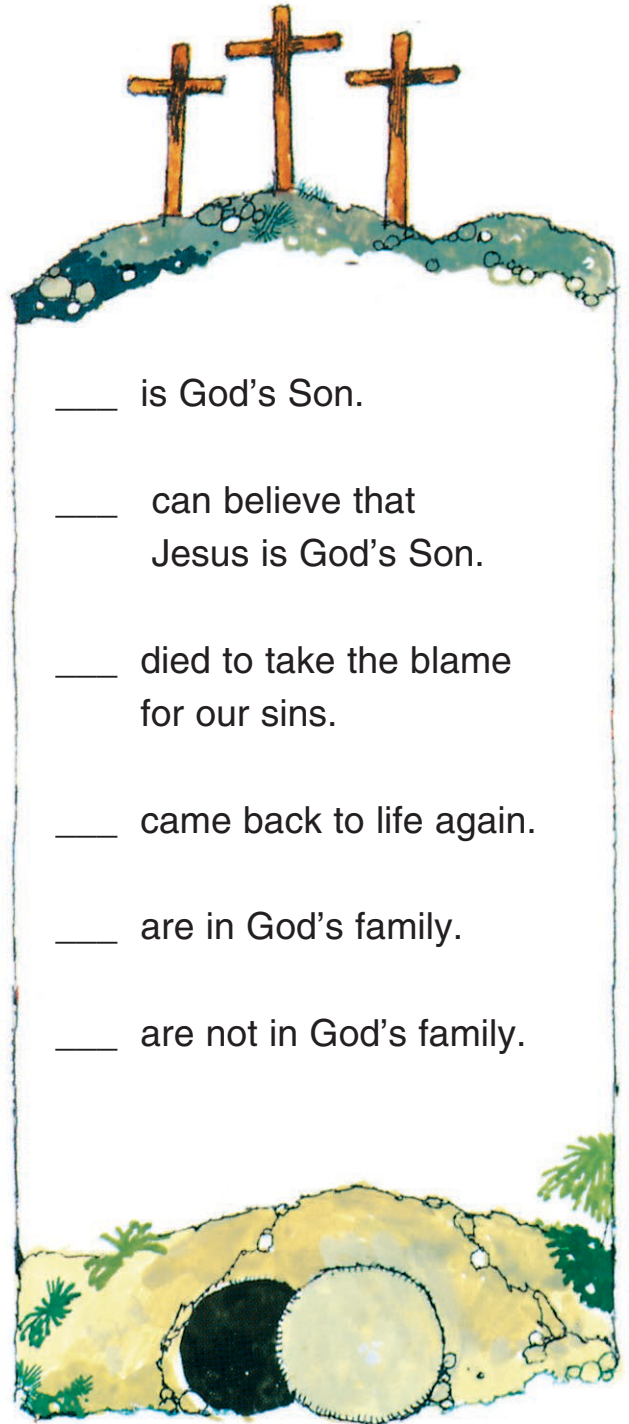 ___ is God’s Son.
___ can believe that
Jesus is God’s Son.
___ died to take the blame
for our sins.
___ came back to life again.
___ are in God’s family.
___ are not in God’s family.